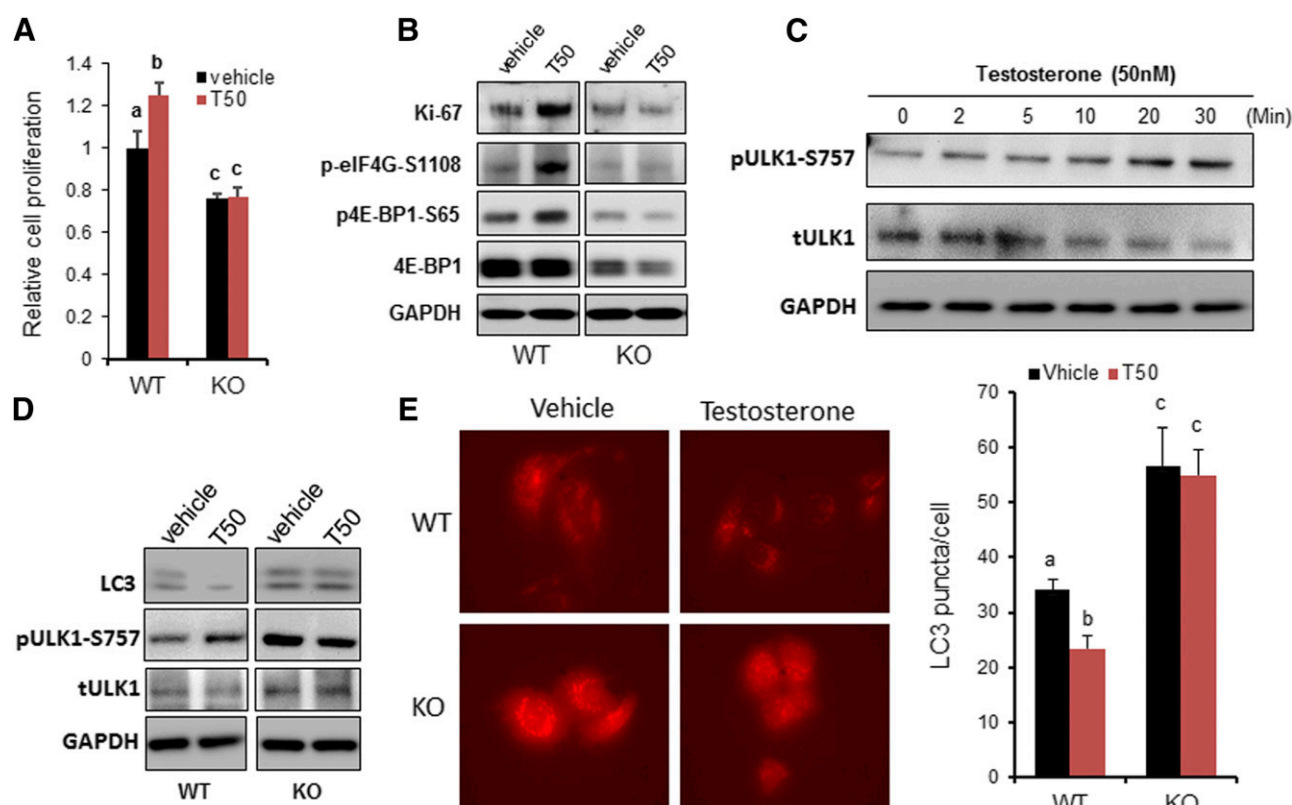 A
Relative cell proliferation
1.4
1.2
1
0.8
0.6
0.4
0.2
0
vehicle
T50
a
b
c
c
WT
KO
B
vehicle
T50
vehicle
T50
Ki-67
p-eIF4G-S1108
p4E-BP1-S65
4E-BP1
GAPDH
WT
KO
C
Testosterone (50nM)
0 2 5 10 20 30 (Min)
pULK1-S757
tULK1
GAPDH
D
vehicle
T50
vehicle
T50
LC3
pULK1-S757
tULK1
GAPDH
WT
KO
E
Vehicle
Testosterone
WT
KO
Vhicle
T50
LC3 puncta/cell
70
60
50
40
30
20
10
0
a
b
c
c
WT
KO